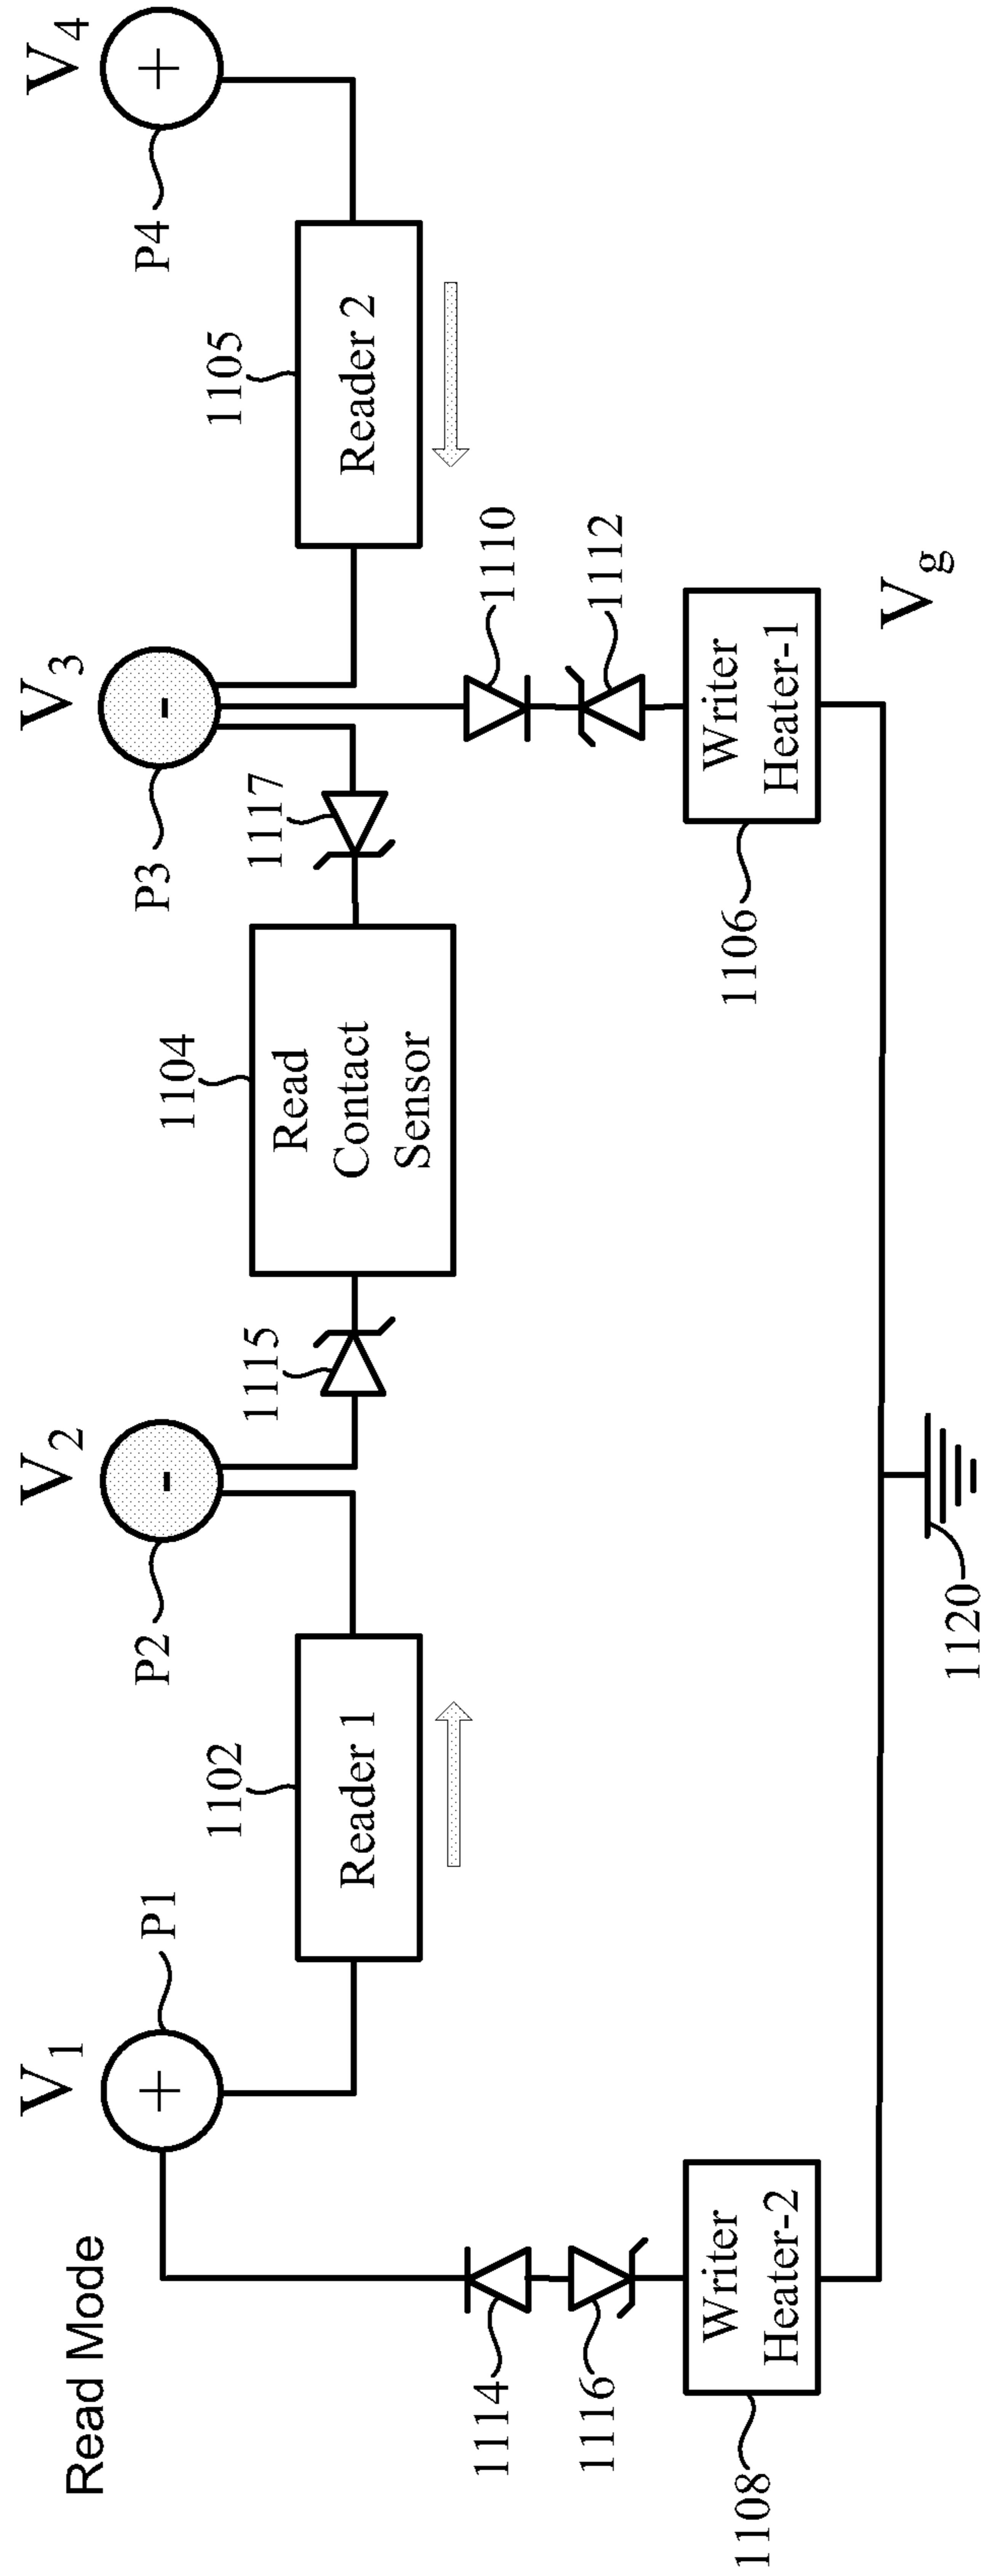 Read Mode
V1
V2
V3
V4
P1
P2
P3
P4
1102
Reader 1
1115
1104
Read
Contact
Sensor
1117
1105
Reader 2
1114
1116
1110
1112
1108
Writer
Heater-2
1106
Writer
Heater-1
1120
Vg
+
-
-
+